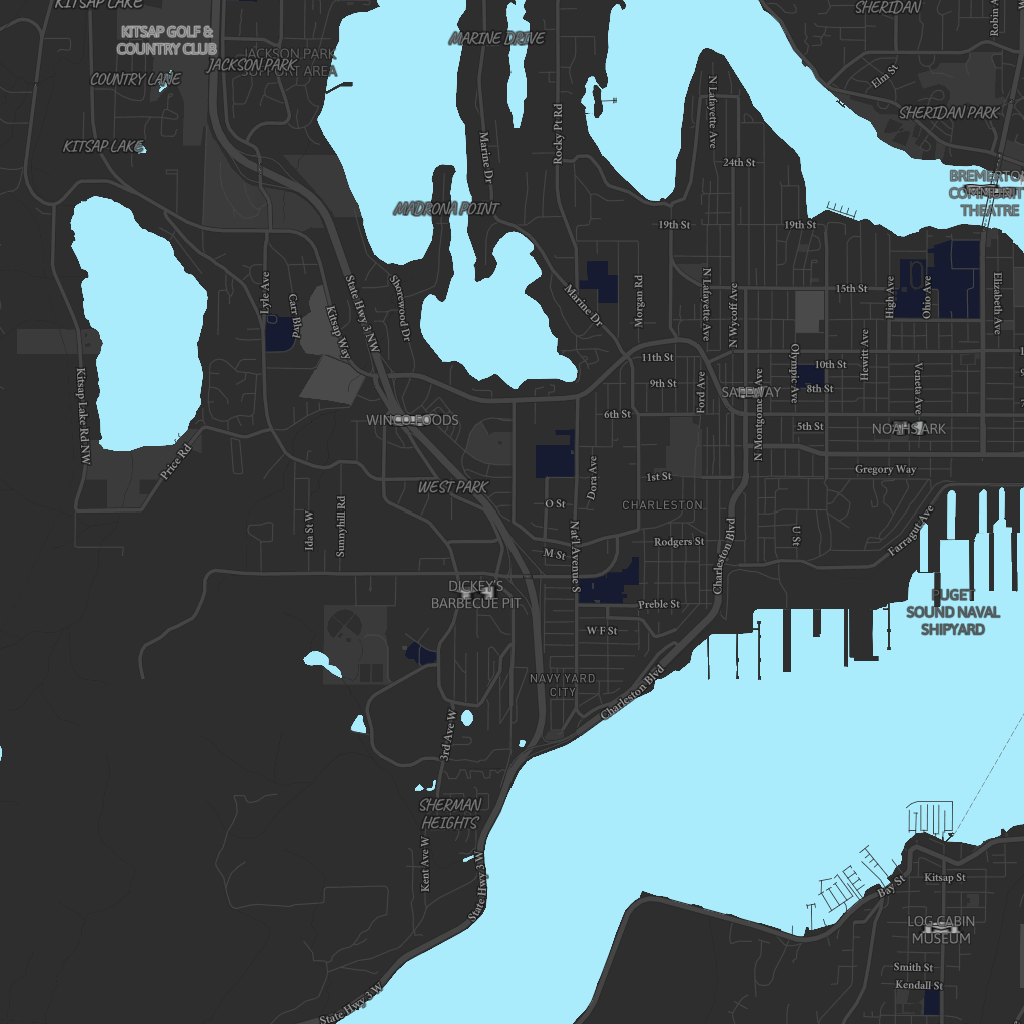 KITSAP LAKE
KITSAP GOLF &
COUNTRY CLUB
JACKSON PARK
SUPPORT AREA
JACKSON PARK
COUNTRY LANE
KITSAP LAKE
MARINE DRIVE
SHERIDAN
Elm St
SHERIDAN PARK
N Lafayette Ave
Rocky Pt Rd
Marine Dr
24th St
BREMERTON
COMMUNITY
THEATRE
MADRONA POINT
19th St
19th St
15th St
Lyle Ave
Carr Blvd
Kitsap Way
State Hwy 3 NW
Shorewood Dr
Marine Dr
Morgan Rd
N Lafayette Ave
N Wycoff Ave
High Ave
Ohio Ave
Elizabeth Ave
11th St
10th St
9th St
8th St
Ford Ave
SAFEWAY
N Montgomery Ave
Olympic Ave
Hewitt Ave
Veneta Ave
Kitsap Lake Rd NW
Price Rd
6th St
5th St
Gregory Way
WEST PARK
Dora Ave
1st St
O St
CHARLESTON
Ida St W
Sunnyhill Rd
Nat'l Avenue S
M St
Rodgers St
Charleston Blvd
U St
Farragut Ave
DICKEY'S
BARBECUE PIT
Preble St
W F St
PUGET
SOUND NAVAL
SHIPYARD
NAVY YARD
CITY
Charleston Blvd
3rd Ave W
SHERMAN
HEIGHTS
Kent Ave W
State Hwy 3 W
State Hwy 3 W
Bay St
Kitsap St
LOG CABIN
MUSEUM
Smith St
Kendall St